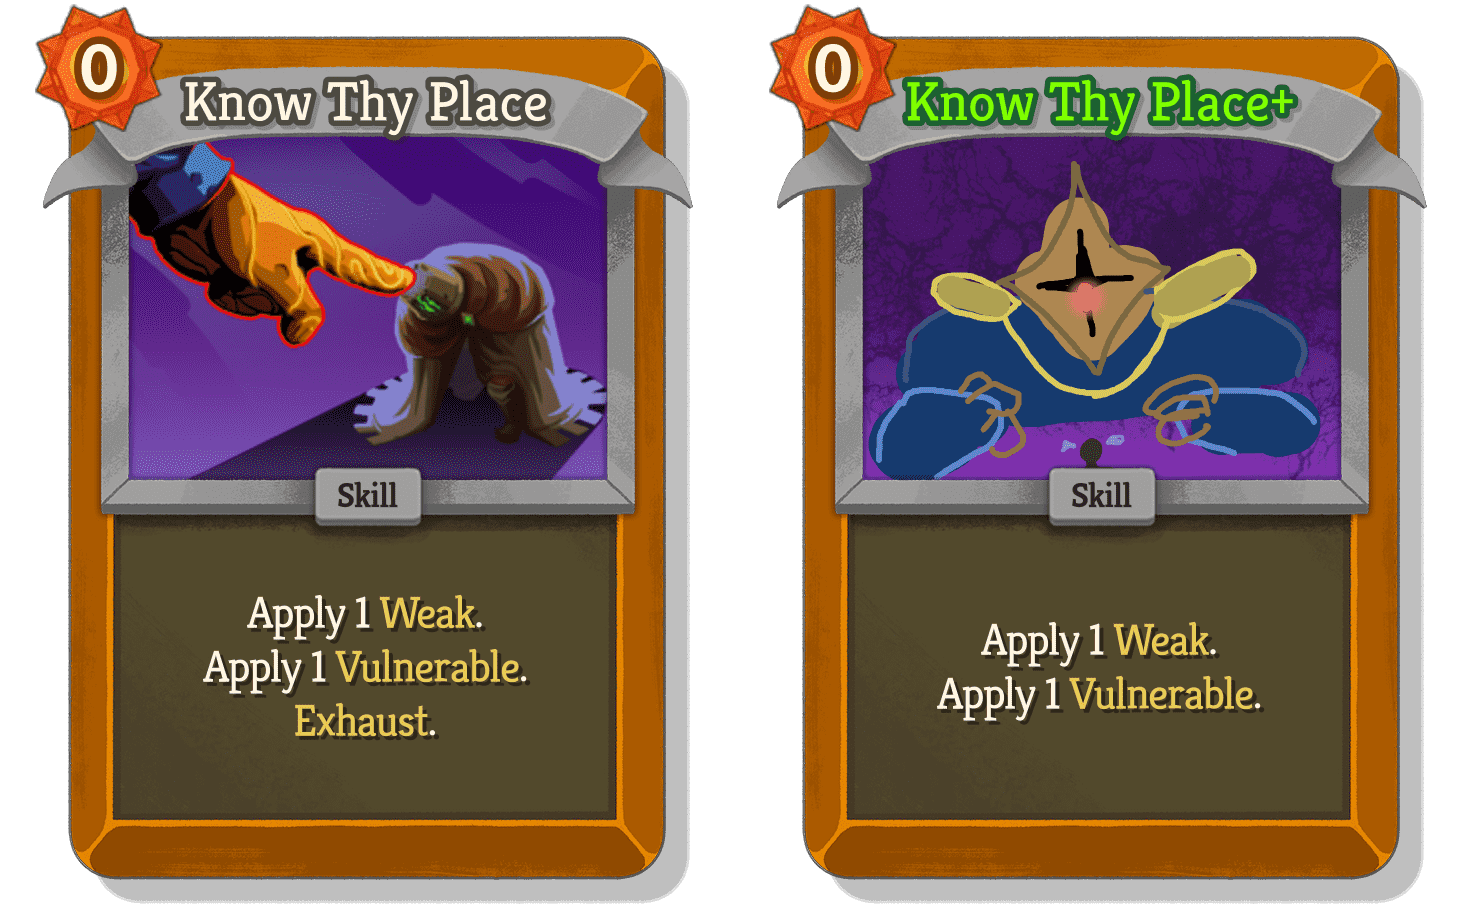 0
Know Thy Place
Skill
Apply 1 Weak.
Apply 1 Vulnerable.
Exhaust.
0
Know Thy Place+
Skill
Apply 1 Weak.
Apply 1 Vulnerable.